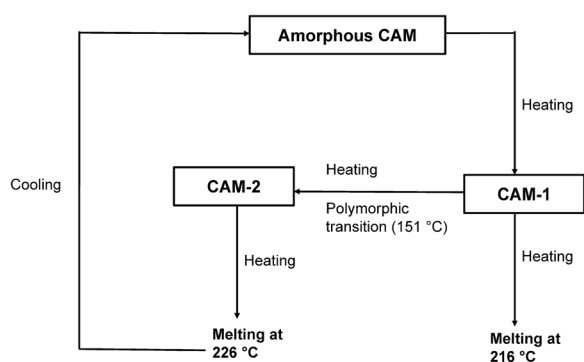 Amorphous CAM
Heating
Cooling
Heating
CAM-2
CAM-1
Polymorphic
transition (151 °C)
Heating
Heating
Melting at
226 °C
Melting at
216 °C